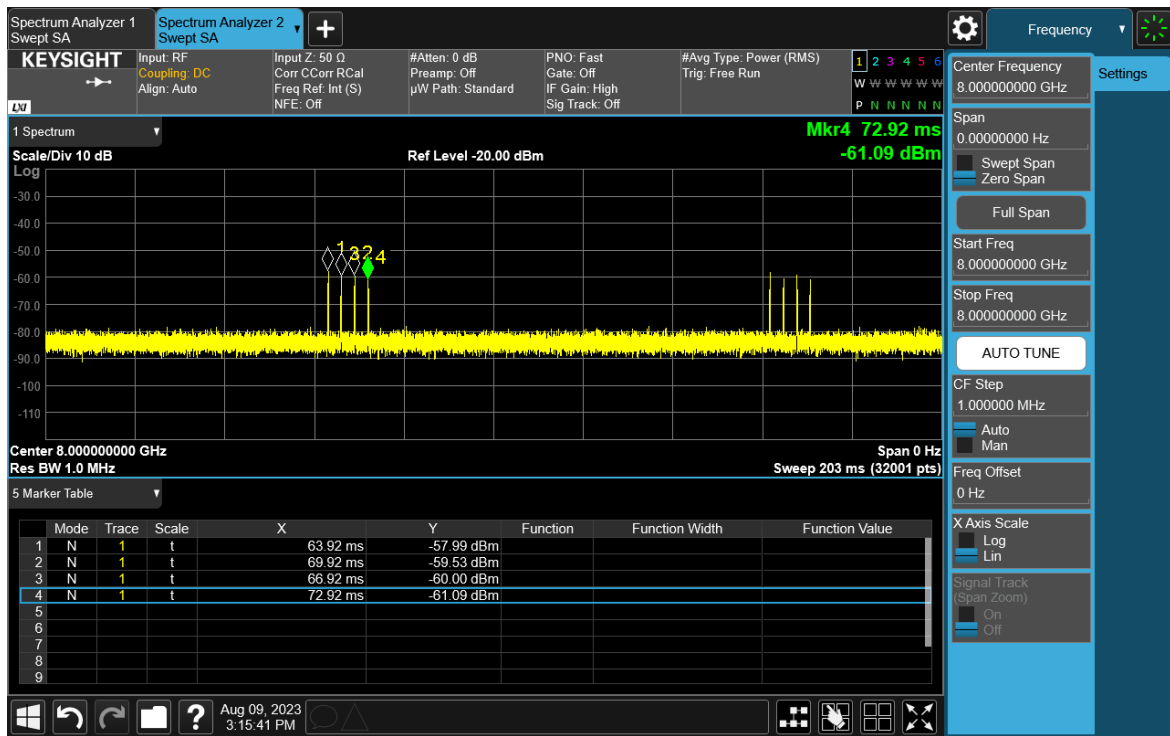 Spectrum Analyzer 1
Swept SA
Spectrum Analyzer 2
Swept SA
Frequency
KEYSIGHT
LXI
Input: RF
Coupling: DC
Align: Auto
Input Z: 50 Ω
Corr CCorr RCal
Freq Ref: Int (S)
NFE: Off
#Atten: 0 dB
Preamp: Off
µW Path: Standard
PNO: Fast
Gate: Off
IF Gain: High
Sig Track: Off
#Avg Type: Power (RMS)
Trig: Free Run
1 2 3 4 5 6
W W W W W W
P N N N N N
Settings
1 Spectrum
Scale/Div 10 dB
Ref Level -20.00 dBm
Mkr4 72.92 ms
-61.09 dBm
Log
-30.0
-40.0
-50.0
-60.0
-70.0
-80.0
-90.0
-100
-110
1 3 2 4
Center 8.000000000 GHz
Span 0 Hz
Res BW 1.0 MHz
Sweep 203 ms (32001 pts)
5 Marker Table
Mode Trace Scale X Y Function Function Width Function Value
1 N 1 t 63.92 ms -57.99 dBm
2 N 1 t 69.92 ms -59.53 dBm
3 N 1 t 66.92 ms -60.00 dBm
4 N 1 t 72.92 ms -61.09 dBm
5
6
7
8
9
?
Aug 09, 2023
3:15:41 PM
Center Frequency
8.000000000 GHz
Span
0.00000000 Hz
Swept Span
Zero Span
Full Span
Start Freq
8.000000000 GHz
Stop Freq
8.000000000 GHz
AUTO TUNE
CF Step
1.000000 MHz
Auto
Man
Freq Offset
0 Hz
X Axis Scale
Log
Lin
Signal Track
(Span Zoom)
On
Off